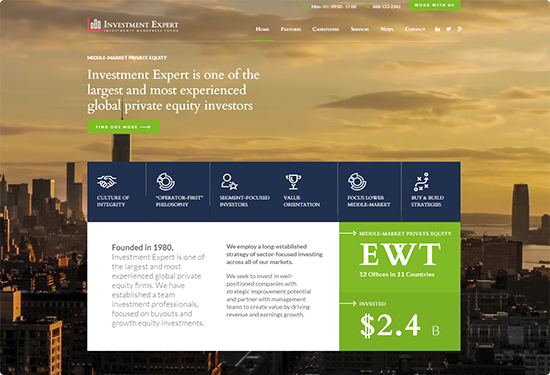 Mon - Fri : 09:00 - 17:00
888-123-2342
WORK WITH US
INVESTMENT EXPERT
INVESTMENTS WORDPRESS THEME
HOME
FEATURES
CASESTUDIES
SERVICES
NEWS
CONTACT
MIDDLE-MARKET PRIVATE EQUITY
Investment Expert is one of the
largest and most experienced
global private equity investors
FIND OUT MORE
CULTURE OF
INTEGRITY
"OPERATOR-FIRST"
PHILOSOPHY
SEGMENT-FOCUSED
INVESTORS
VALUE
ORIENTATION
FOCUS LOWER
MIDDLE-MARKET
BUY & BUILD
STRATEGIES
Founded in 1980,
Investment Expert is one of
the largest and most
experienced global private
equity firms. We have
established a team
investment professionals,
focused on buyouts and
growth equity investments.
We employ a long-established
strategy of sector-focused investing
across all of our markets.
We seek to invest in well-
positioned companies with
strategic improvement potential
and partner with management
teams to create value by driving
revenue and earnings growth.
MIDDLE-MARKET PRIVATE EQUITY
EWT
12 Offices in 11 Countries
INVESTED:
$2.4 B